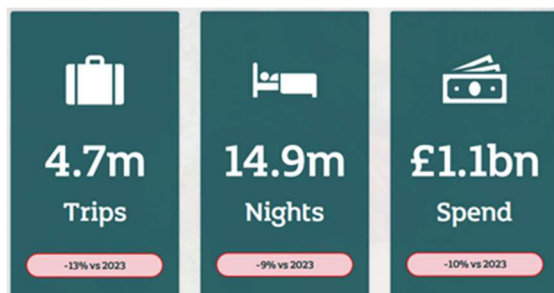 4.7m
Trips
-13% vs 2023
14.9m
Nights
-9% vs 2023
£1.1bn
Spend
-10% vs 2023